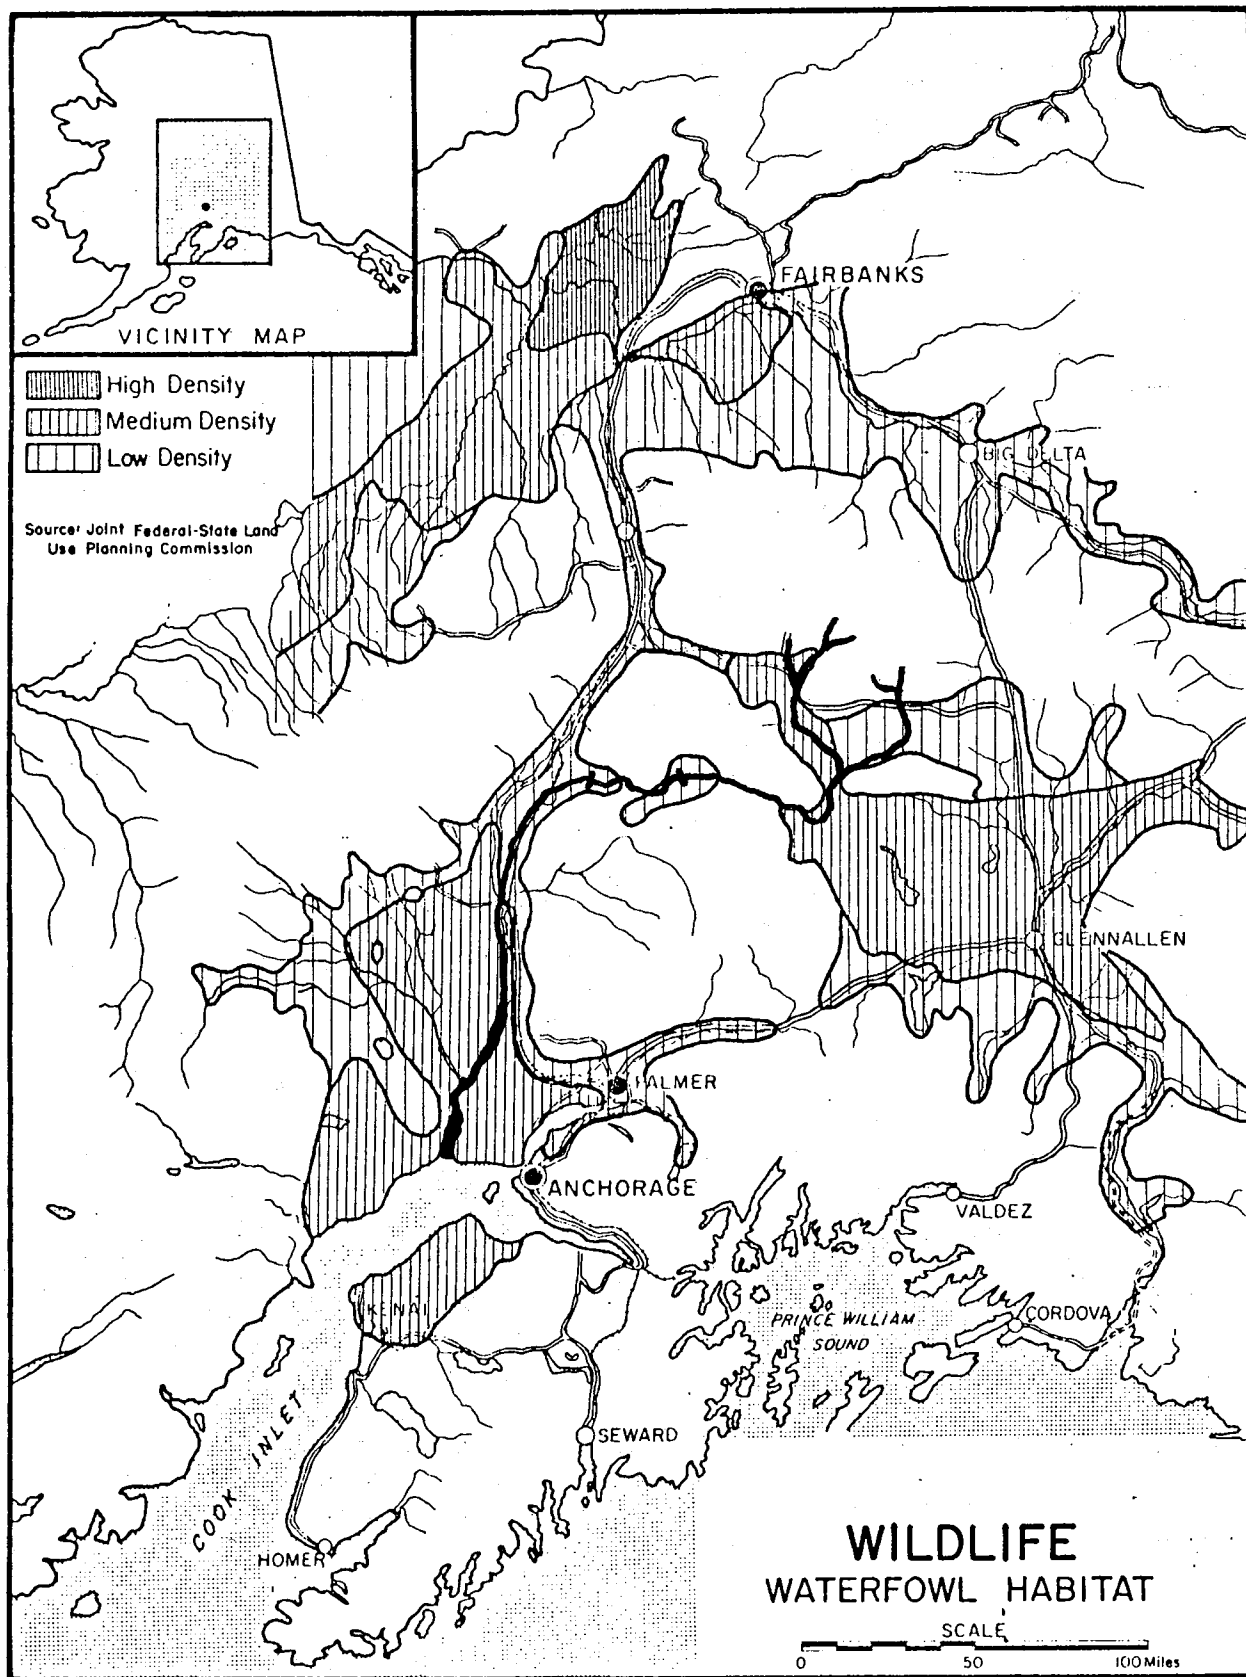 VICINITY MAP
High Density
Medium Density
Low Density
Source: Joint Federal-State Land
Use Planning Commission
FAIRBANKS
BIG DELTA
GLENNALLEN
PALMER
ANCHORAGE
VALDEZ
KENAI
PRINCE WILLIAM
SOUND
CORDOVA
COOK INLET
SEWARD
HOMER
WILDLIFE
WATERFOWL HABITAT
SCALE
0 50 100 Miles